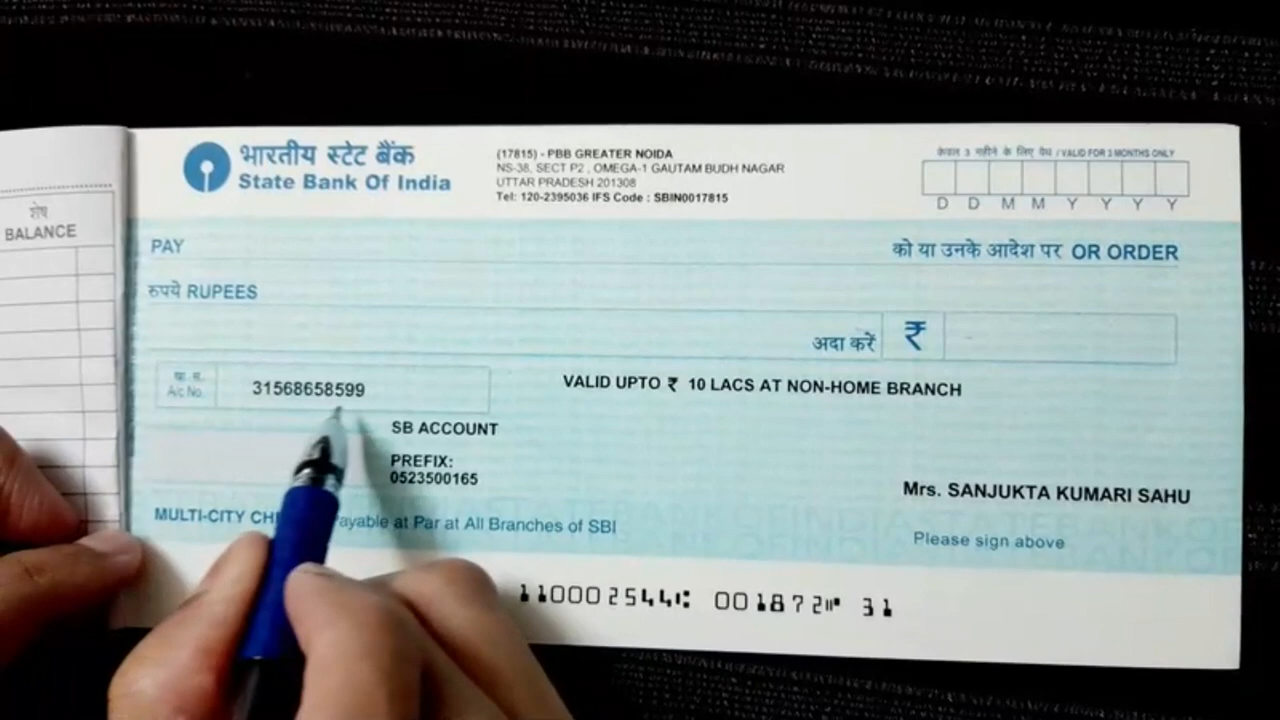 भारतीय स्टेट बैंक
State Bank Of India
(17815) - PBB GREATER NOIDA
NS-38, SECT P2 , OMEGA-1 GAUTAM BUDH NAGAR
UTTAR PRADESH 201308
Tel: 120-2395036 IFS Code : SBIN0017815
केवल 3 महीने के लिए वैध / VALID FOR 3 MONTHS ONLY
D D M M Y Y Y Y
शेष
BALANCE
PAY
को या उनके आदेश पर OR ORDER
रुपये RUPEES
अदा करें ₹
खा. सं.
A/c No.
31568658599
VALID UPTO ₹ 10 LACS AT NON-HOME BRANCH
SB ACCOUNT
PREFIX:
0523500165
Mrs. SANJUKTA KUMARI SAHU
MULTI-CITY Payable at Par at All Branches of SBI
Please sign above
110002544⑆ 001872⑈ 31